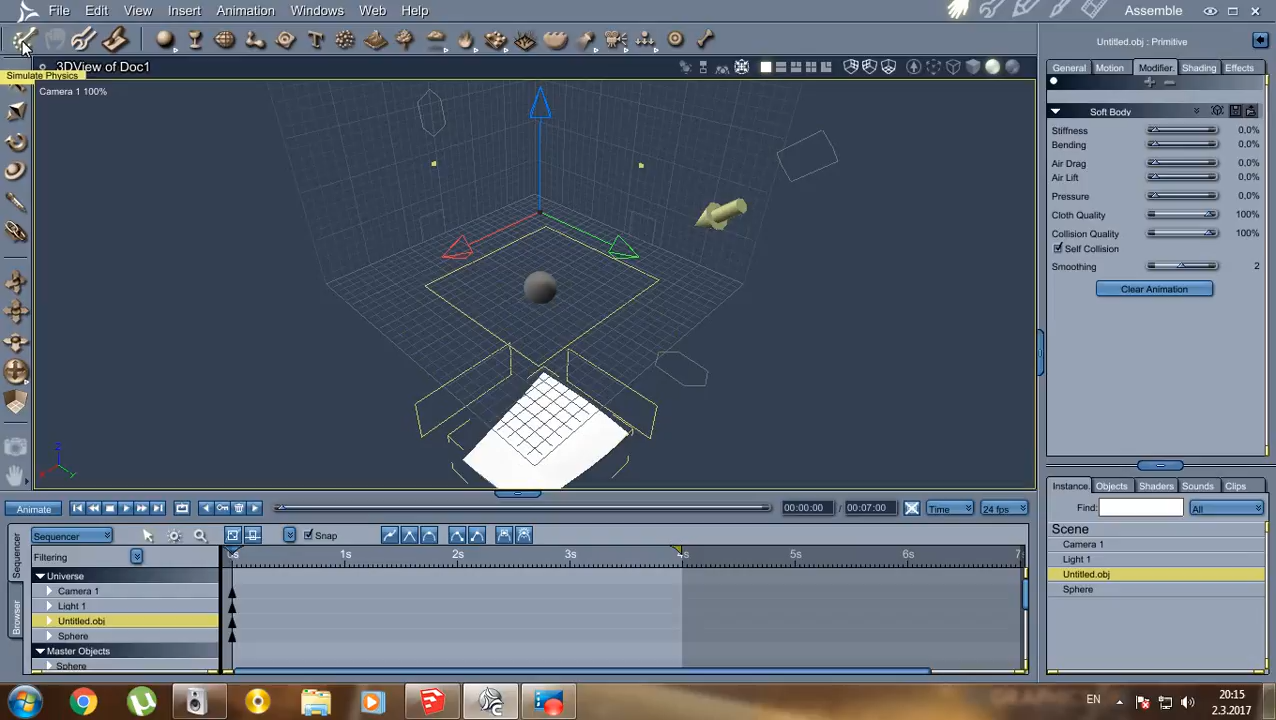 File Edit View Insert Animation Windows Web Help Assemble
Simulate Physics
3DView of Doc1
Camera 1 100%
Untitled.obj : Primitive
General Motion Modifier. Shading Effects
Soft Body
Stiffness 0.0%
Bending 0.0%
Air Drag 0.0%
Air Lift 0.0%
Pressure 0.0%
Cloth Quality 100%
Collision Quality 100%
Self Collision
Smoothing 2
Clear Animation
Z
X Y
Instance. Objects Shaders Sounds Clips
Find: All
Scene
Camera 1
Light 1
Untitled.obj
Sphere
Animate 00:00:00 / 00:07:00 Time 24 fps
Sequencer Snap
Filtering 1s 2s 3s 4s 5s 6s 7
Universe
Camera 1
Light 1
Untitled.obj
Sphere
Master Objects
Sphere
Sequencer
Browser
EN 20:15
2.3.2017